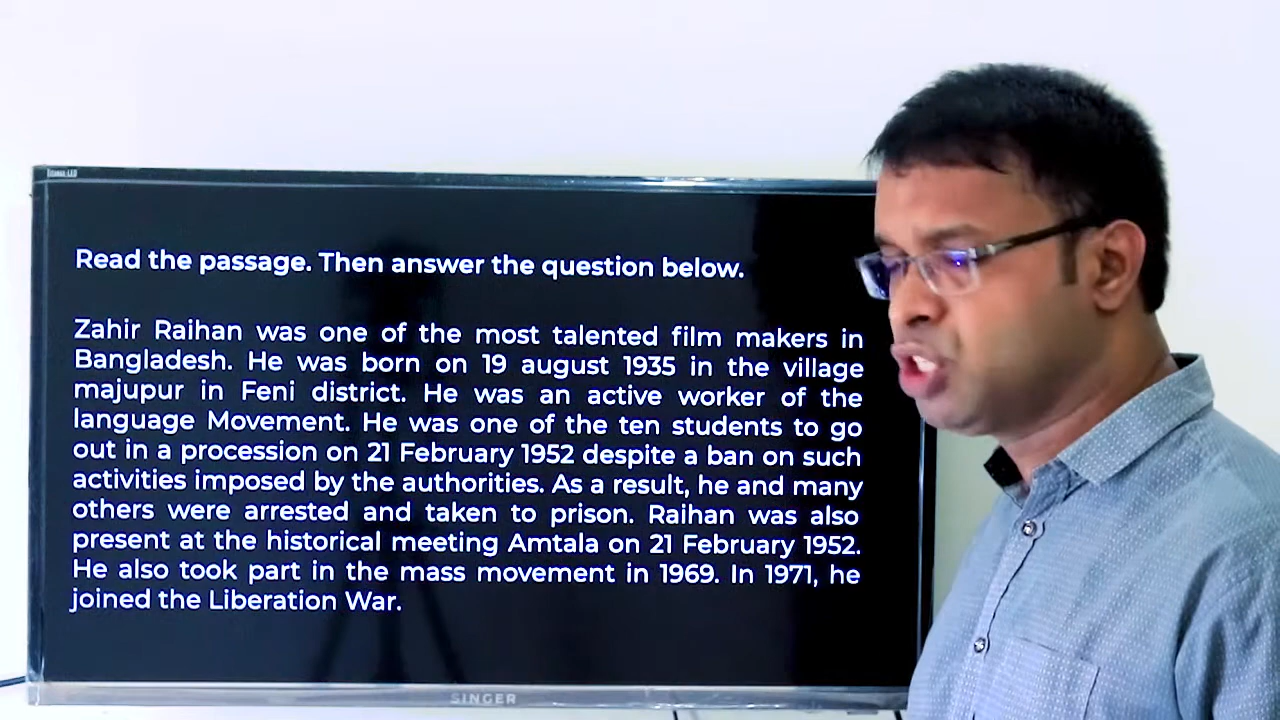 Read the passage. Then answer the question below.
Zahir Raihan was one of the most talented film makers in
Bangladesh. He was born on 19 august 1935 in the village
majupur in Feni district. He was an active worker of the
language Movement. He was one of the ten students to go
out in a procession on 21 February 1952 despite a ban on such
activities imposed by the authorities. As a result, he and many
others were arrested and taken to prison. Raihan was also
present at the historical meeting Amtala on 21 February 1952.
He also took part in the mass movement in 1969. In 1971, he
joined the Liberation War.
SINGER